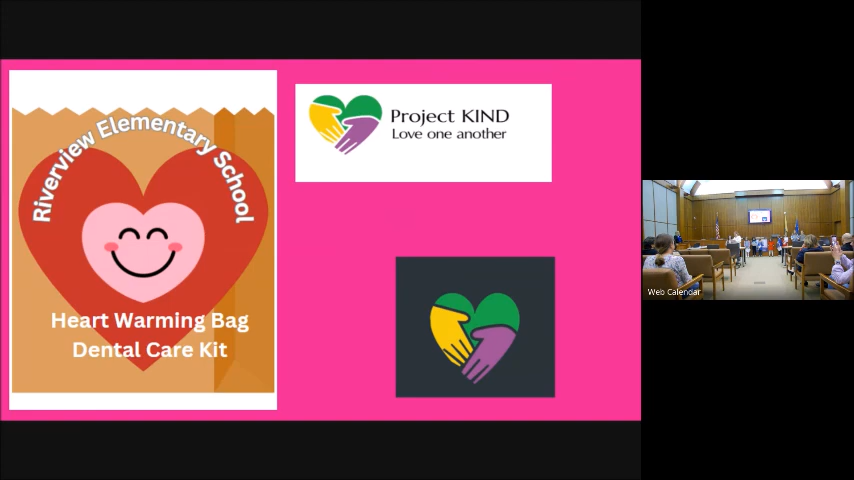 Riverview Elementary School
Heart Warming Bag
Dental Care Kit
Project KIND
Love one another
Web Calendar